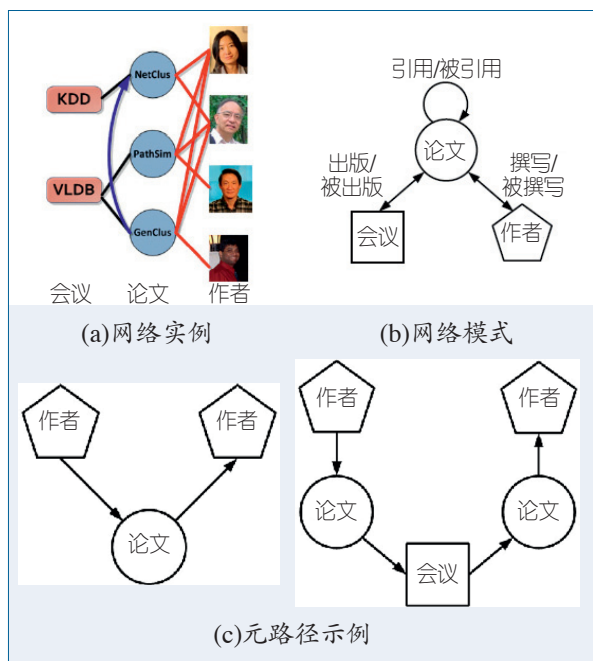 KDD
NetClus
VLDB
PathSim
GenClus
会议 论文 作者
(a)网络实例
引用/被引用
论文
出版/
被出版
撰写/
被撰写
会议
作者
(b)网络模式
作者
作者
论文
作者
作者
论文
论文
会议
(c)元路径示例